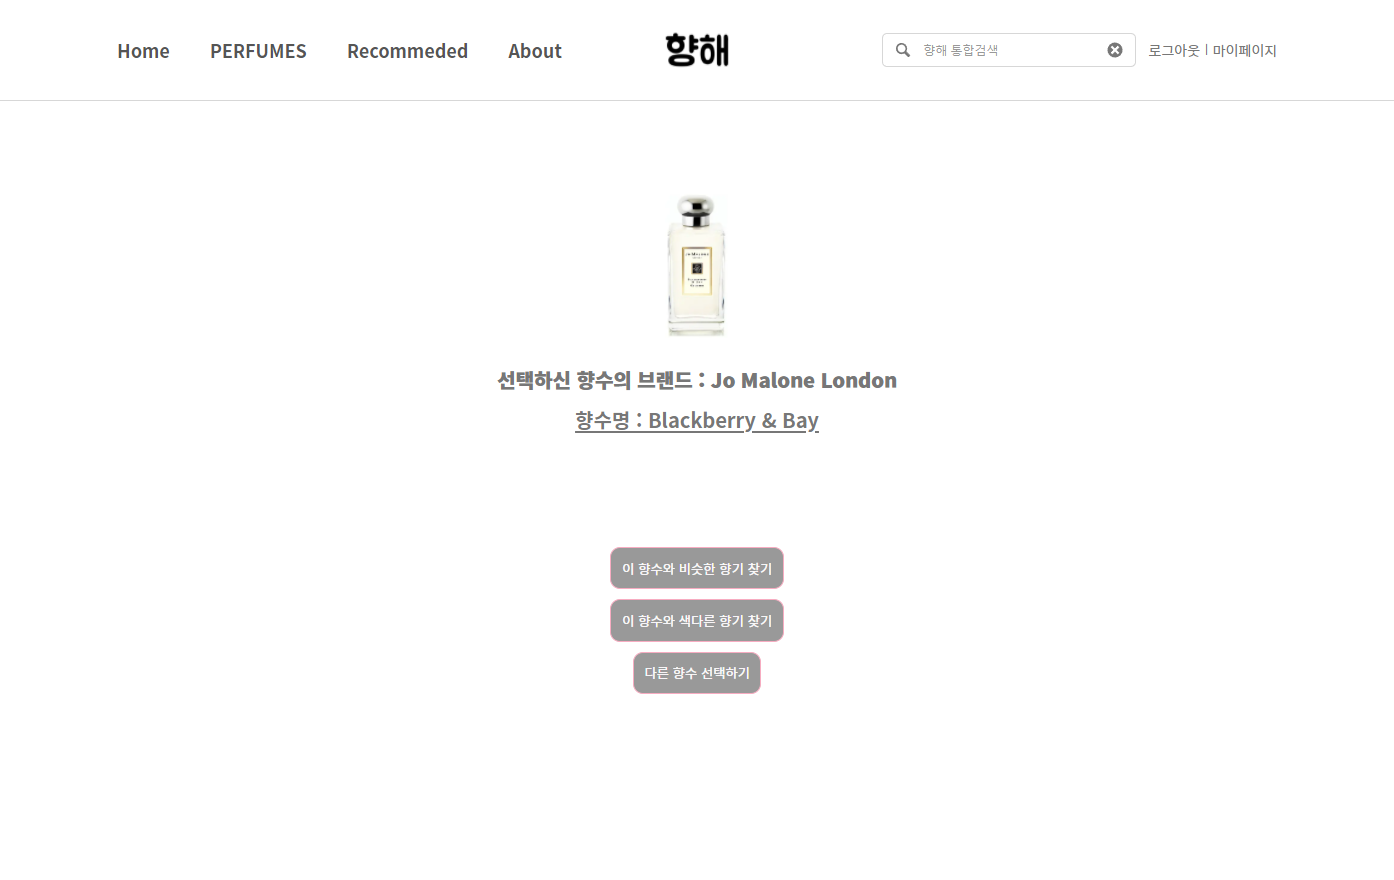 Home PERFUMES Recommeded About 향해 향해 통합검색 로그아웃 | 마이페이지
JO MALONE
선택하신 향수의 브랜드 : Jo Malone London
향수명 : Blackberry & Bay
이 향수와 비슷한 향기 찾기
이 향수와 색다른 향기 찾기
다른 향수 선택하기